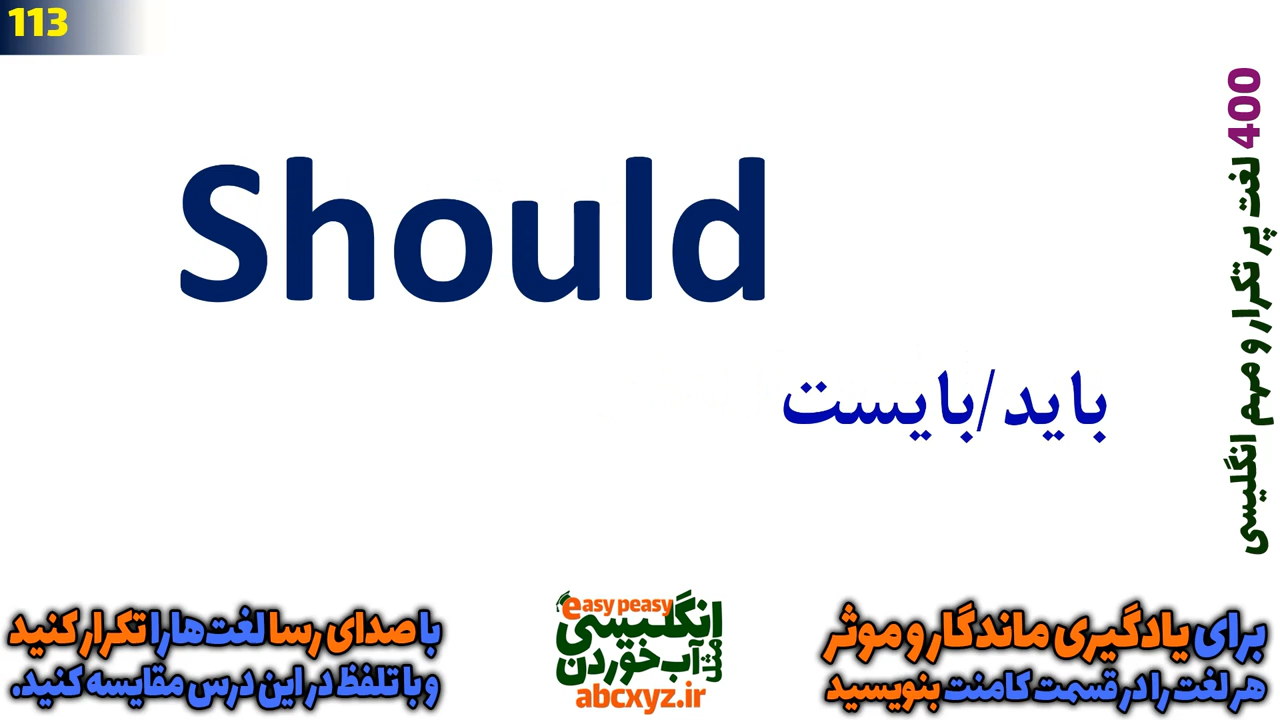 113
Should
باید/بایست
400 لغت پر تکرار و مهم انگلیسی
برای یادگیری ماندگار و موثر
هر لغت را در قسمت کامنت بنویسید
easy peasy
انگلیسی
مثل آب خوردن
abcxyz.ir
با صدای رسا لغت‌ها را تکرار کنید
و با تلفظ در این درس مقایسه کنید.